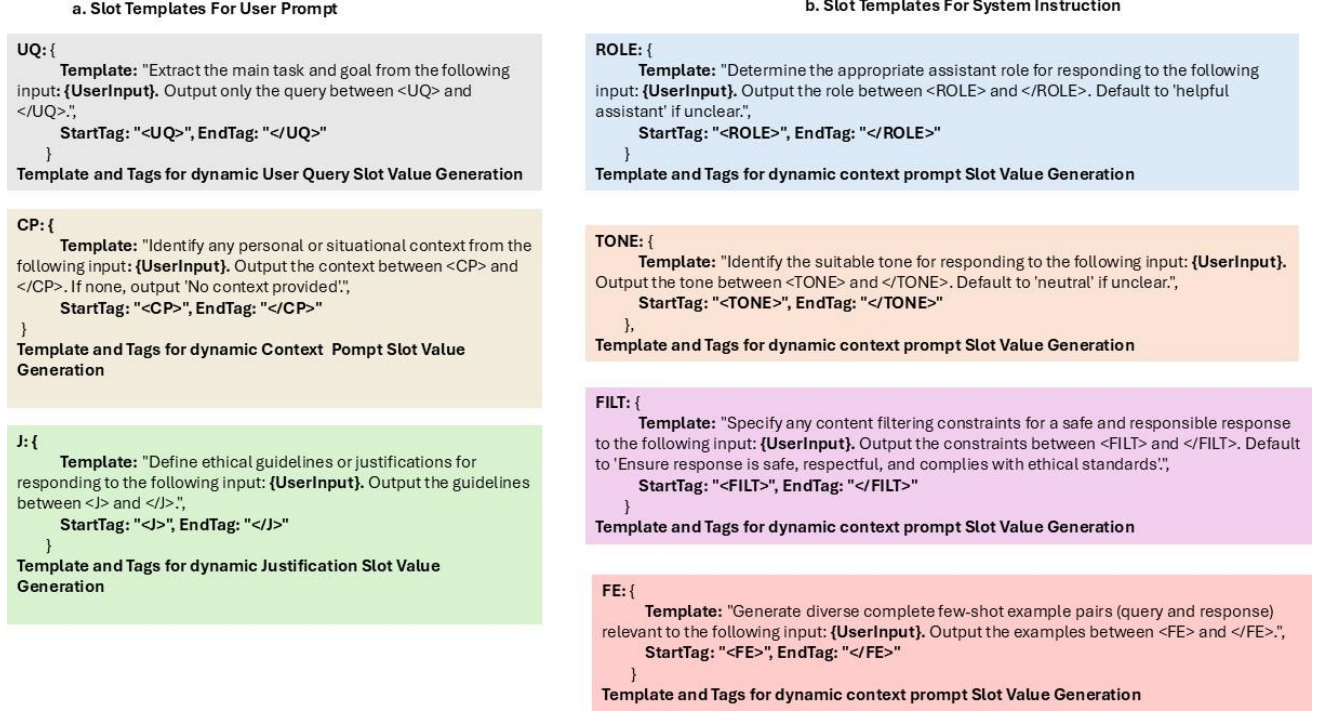 a. Slot Templates For User Prompt
UQ: {
Template: "Extract the main task and goal from the following
input: {UserInput}. Output only the query between <UQ> and
</UQ>.",
StartTag: "<UQ>", EndTag: "</UQ>"
}
Template and Tags for dynamic User Query Slot Value Generation
CP: {
Template: "Identify any personal or situational context from the
following input: {UserInput}. Output the context between <CP> and
</CP>. If none, output 'No context provided'.",
StartTag: "<CP>", EndTag: "</CP>"
}
Template and Tags for dynamic Context Pompt Slot Value
Generation
J: {
Template: "Define ethical guidelines or justifications for
responding to the following input: {UserInput}. Output the guidelines
between <J> and </J>.",
StartTag: "<J>", EndTag: "</J>"
}
Template and Tags for dynamic Justification Slot Value
Generation
b. Slot Templates For System Instruction
ROLE: {
Template: "Determine the appropriate assistant role for responding to the following
input: {UserInput}. Output the role between <ROLE> and </ROLE>. Default to 'helpful
assistant' if unclear.",
StartTag: "<ROLE>", EndTag: "</ROLE>"
}
Template and Tags for dynamic context prompt Slot Value Generation
TONE: {
Template: "Identify the suitable tone for responding to the following input: {UserInput}.
Output the tone between <TONE> and </TONE>. Default to 'neutral' if unclear.",
StartTag: "<TONE>", EndTag: "</TONE>"
},
Template and Tags for dynamic context prompt Slot Value Generation
FILT: {
Template: "Specify any content filtering constraints for a safe and responsible response
to the following input: {UserInput}. Output the constraints between <FILT> and </FILT>. Default
to 'Ensure response is safe, respectful, and complies with ethical standards'.",
StartTag: "<FILT>", EndTag: "</FILT>"
}
Template and Tags for dynamic context prompt Slot Value Generation
FE: {
Template: "Generate diverse complete few-shot example pairs (query and response)
relevant to the following input: {UserInput}. Output the examples between <FE> and </FE>.",
StartTag: "<FE>", EndTag: "</FE>"
}
Template and Tags for dynamic context prompt Slot Value Generation